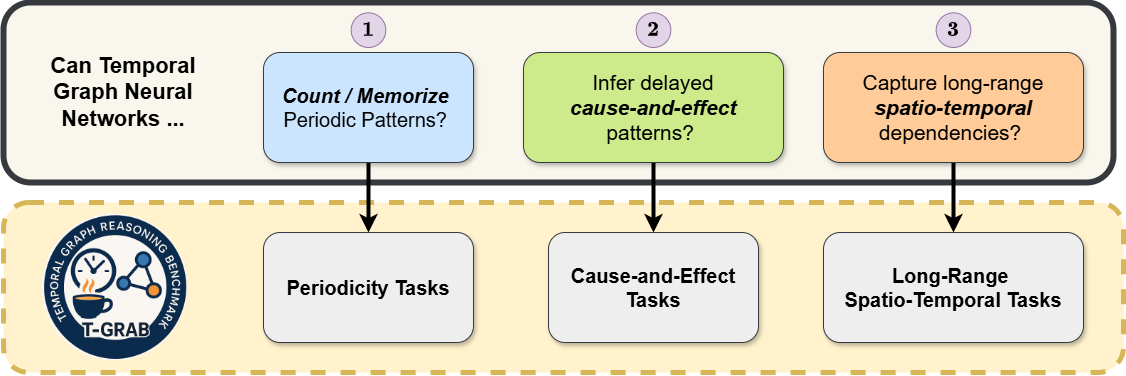 Can Temporal
Graph Neural
Networks ...
1
Count / Memorize
Periodic Patterns?
2
Infer delayed
cause-and-effect
patterns?
3
Capture long-range
spatio-temporal
dependencies?
TEMPORAL GRAPH REASONING BENCHMARK
T-GRAB
Periodicity Tasks
Cause-and-Effect
Tasks
Long-Range
Spatio-Temporal Tasks